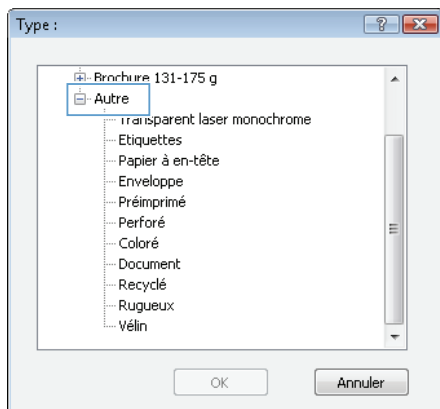 Type :
Brochure 131-175 g
Autre
Transparent laser monochrome
Etiquettes
Papier à en-tête
Enveloppe
Préimprimé
Perforé
Coloré
Document
Recyclé
Rugueux
Vélin
OK
Annuler